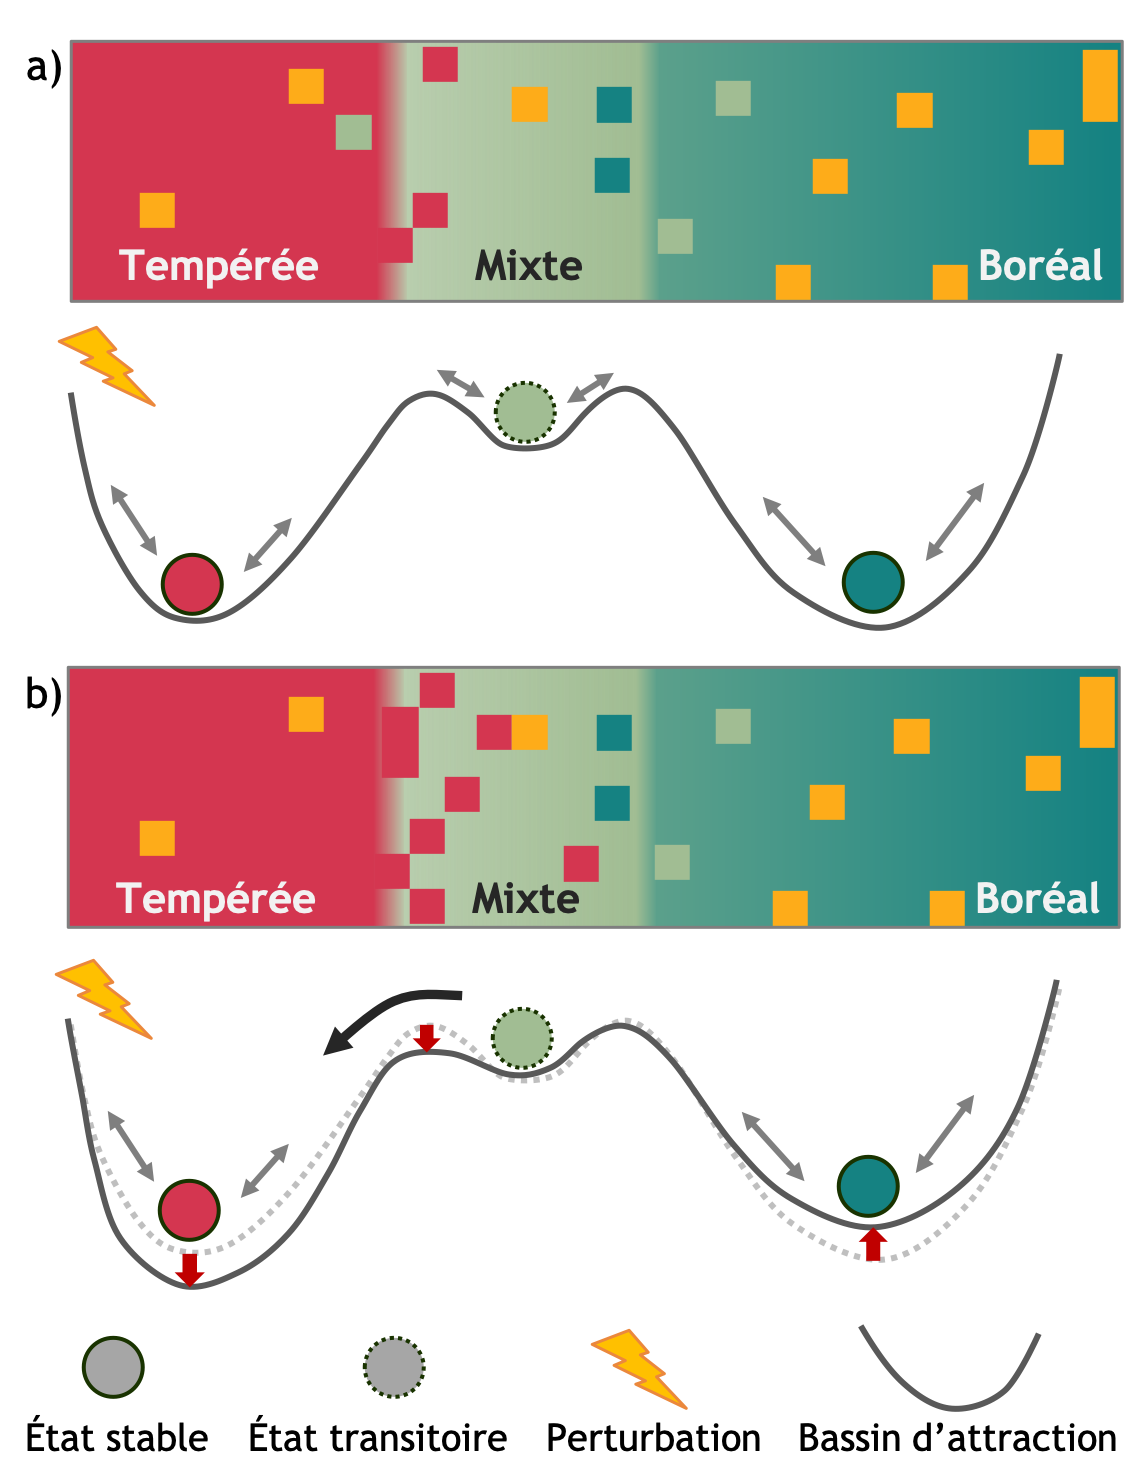 a)
Tempérée
Mixte
Boréal
b)
Tempérée
Mixte
Boréal
État stable
État transitoire
Perturbation
Bassin d'attraction